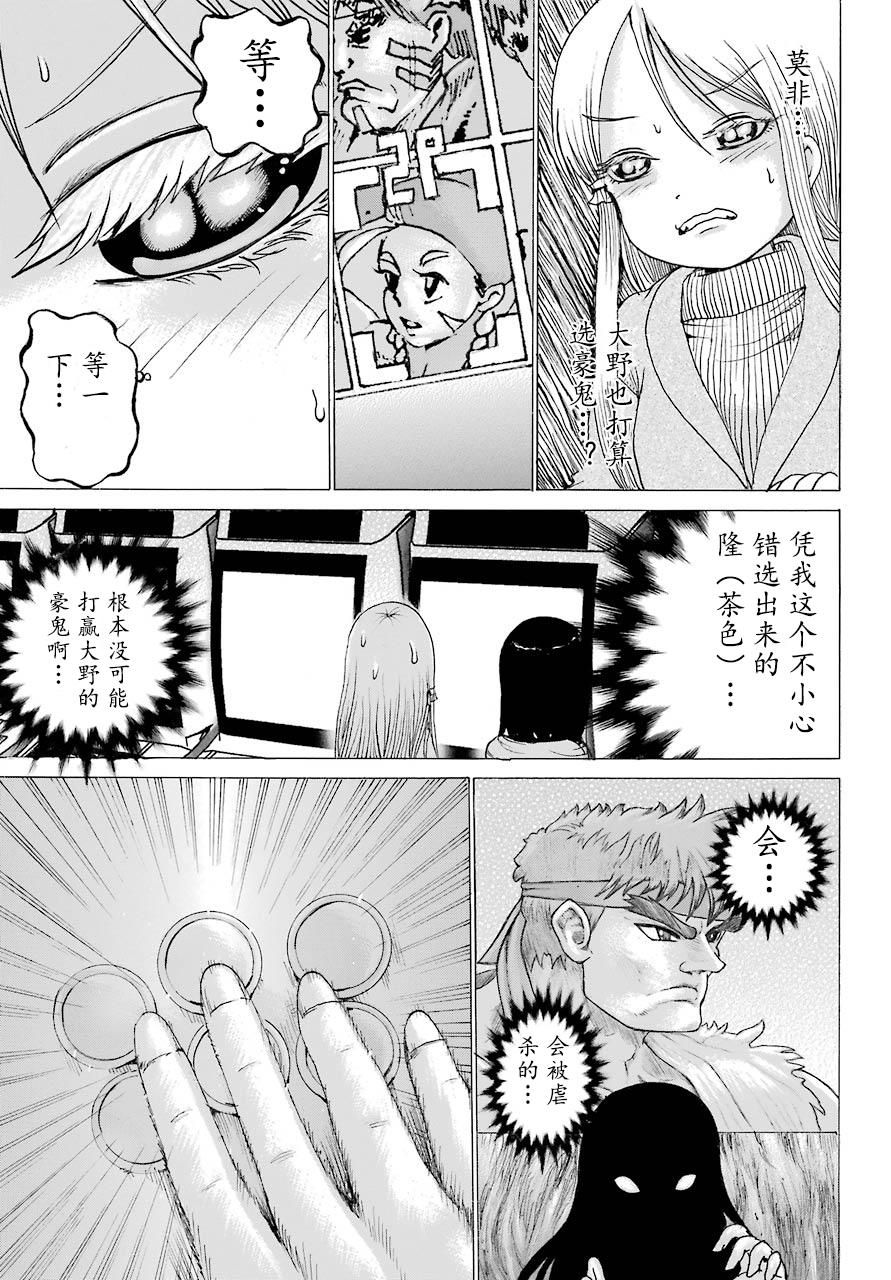 莫非……
大野也打算
选豪鬼……?
2P
等……
等一
下…
凭我这个不小心
错选出来的
隆（茶色）…
根本没可能
打赢大野的
豪鬼啊…
会…
会被虐
杀的…